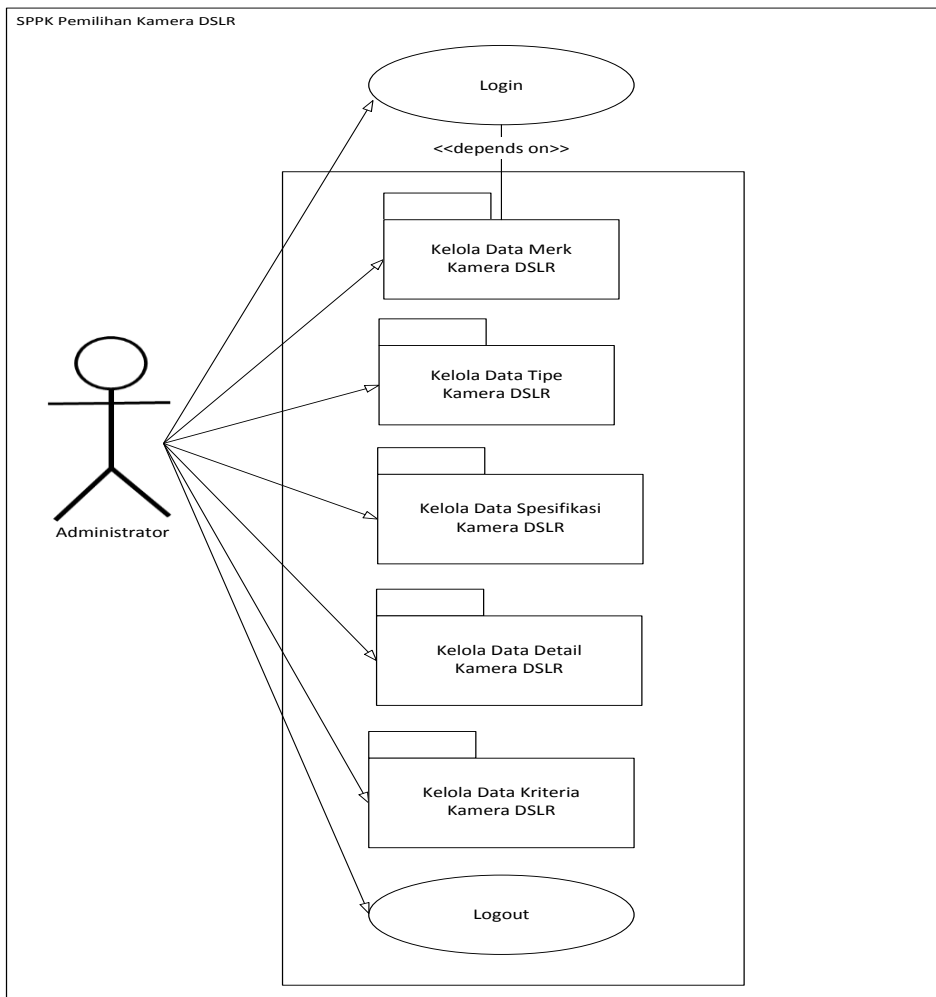 SPPK Pemilihan Kamera DSLR
Login
<<depends on>>
Kelola Data Merk
Kamera DSLR
Kelola Data Tipe
Kamera DSLR
Kelola Data Spesifikasi
Kamera DSLR
Administrator
Kelola Data Detail
Kamera DSLR
Kelola Data Kriteria
Kamera DSLR
Logout